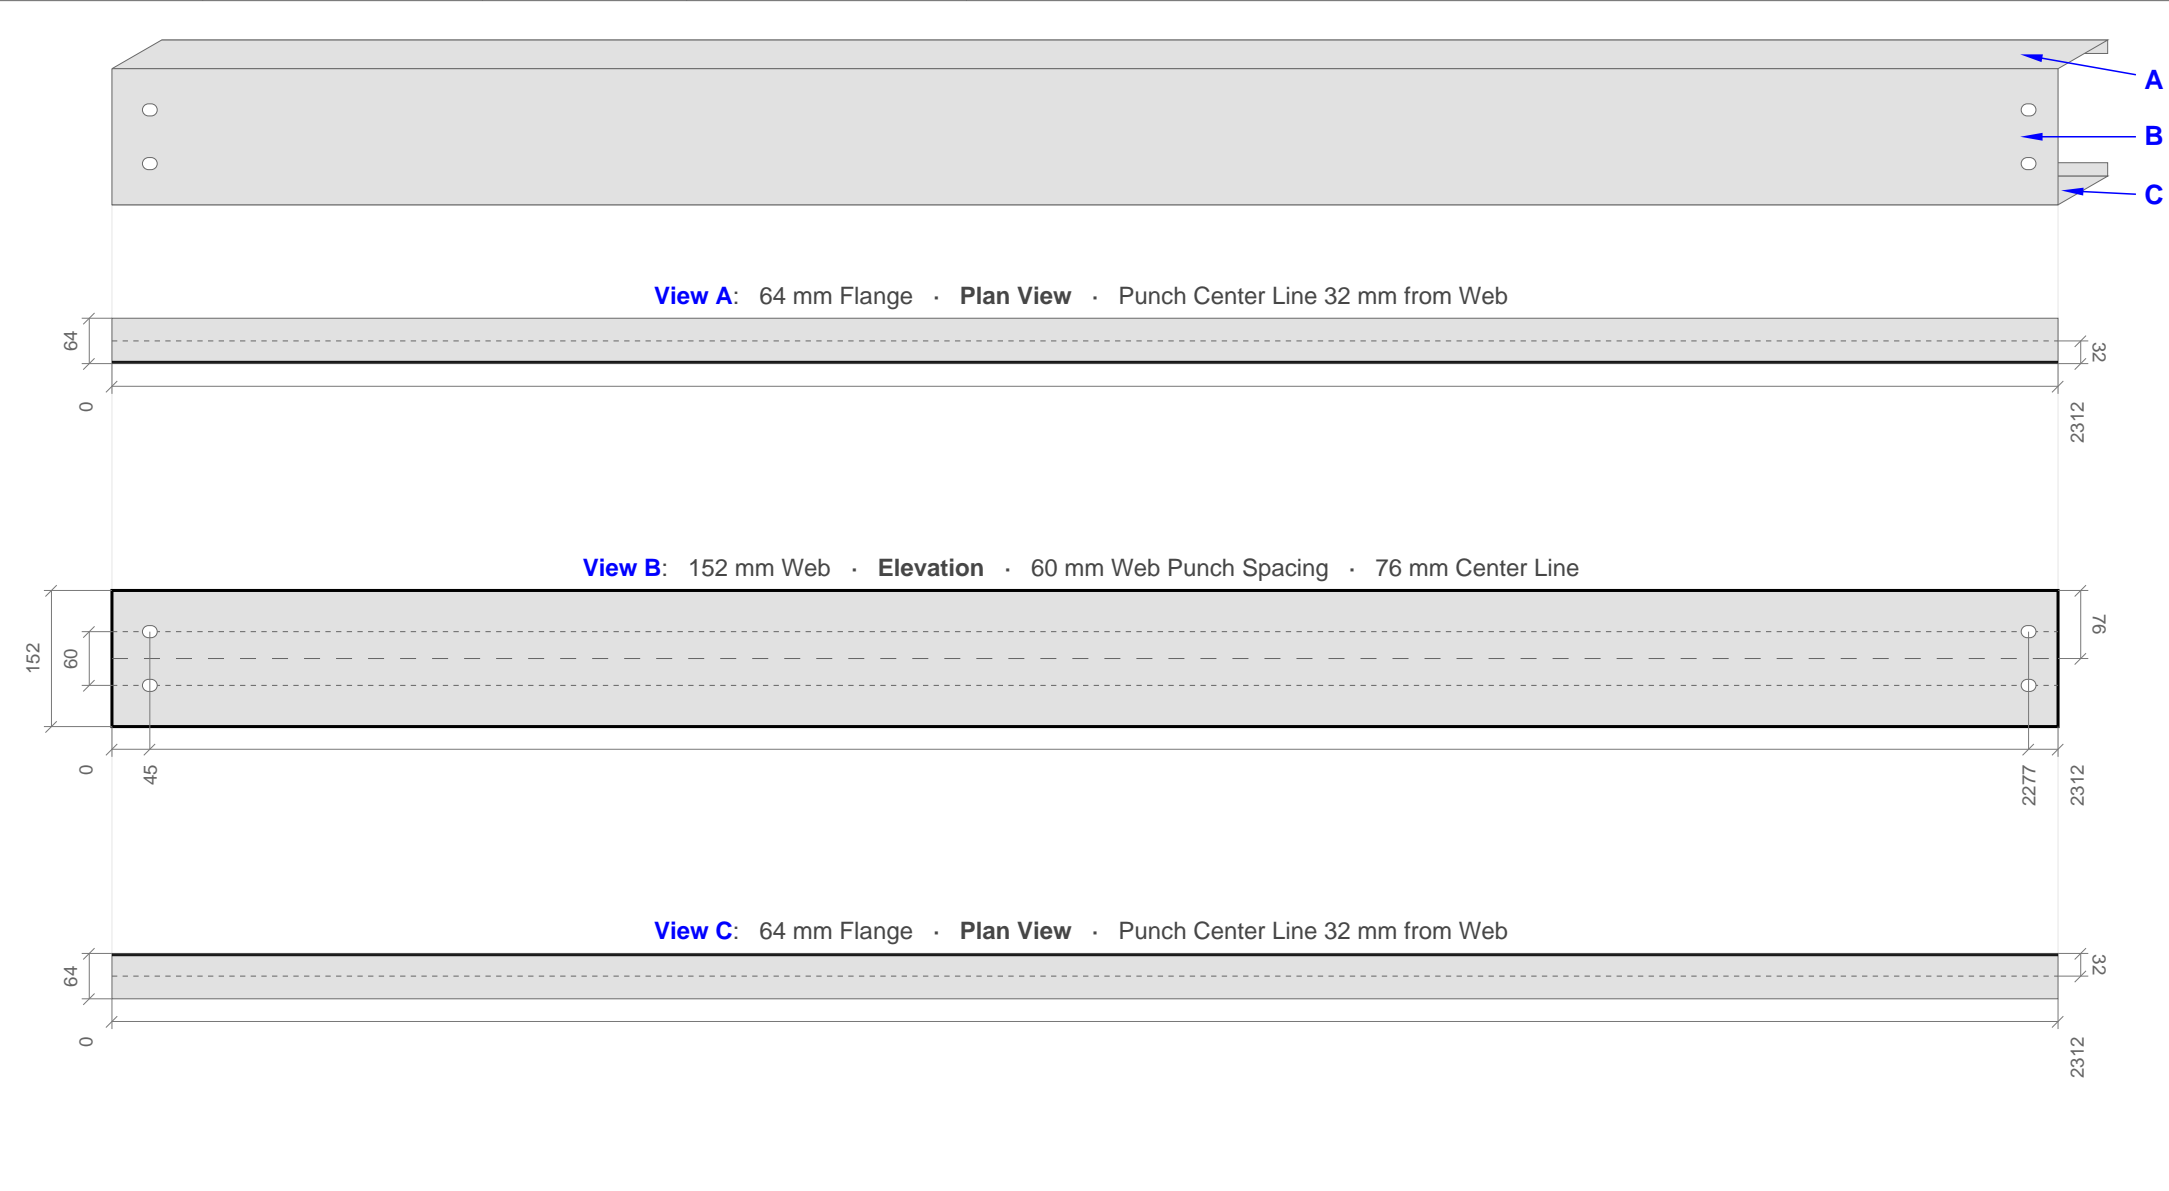 A
B
C
View A:   64 mm Flange   ·   Plan View   ·   Punch Center Line 32 mm from Web
64
32
0
2312
View B:   152 mm Web   ·   Elevation   ·   60 mm Web Punch Spacing   ·   76 mm Center Line
152
60
76
0
45
2277
2312
View C:   64 mm Flange   ·   Plan View   ·   Punch Center Line 32 mm from Web
64
32
0
2312